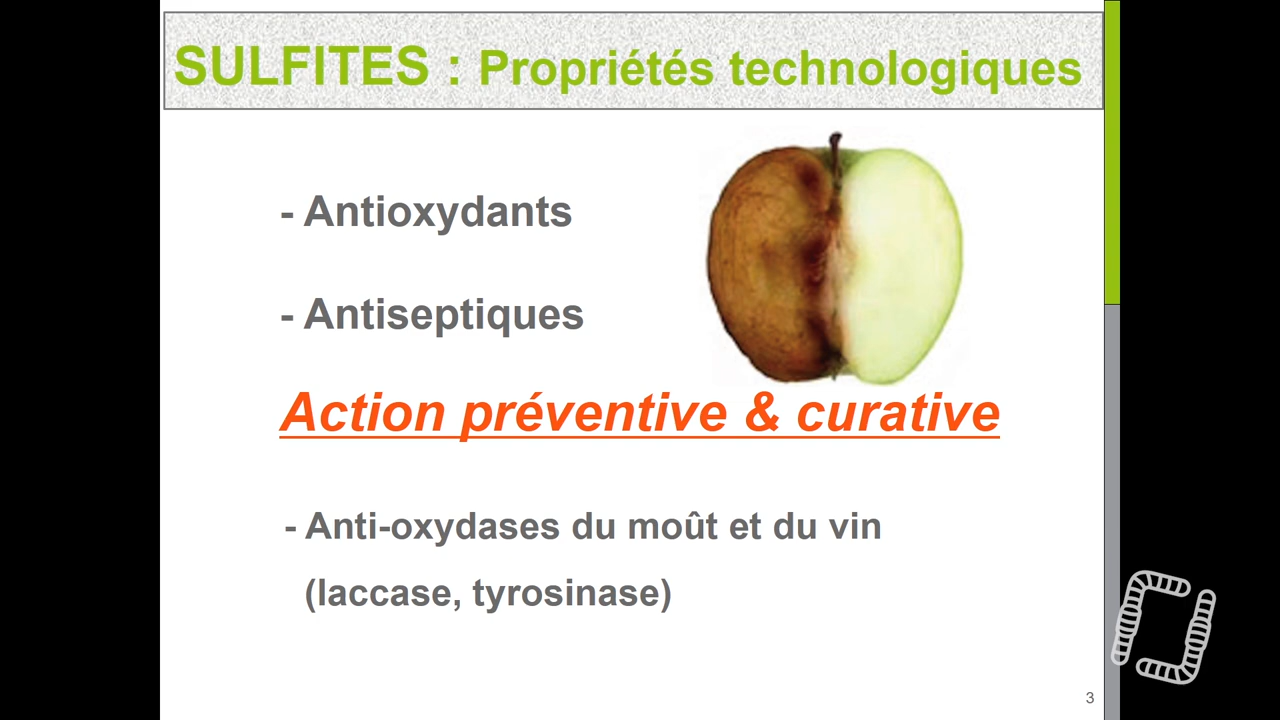 SULFITES : Propriétés technologiques
- Antioxydants
- Antiseptiques
Action préventive & curative
- Anti-oxydases du moût et du vin
(laccase, tyrosinase)
3